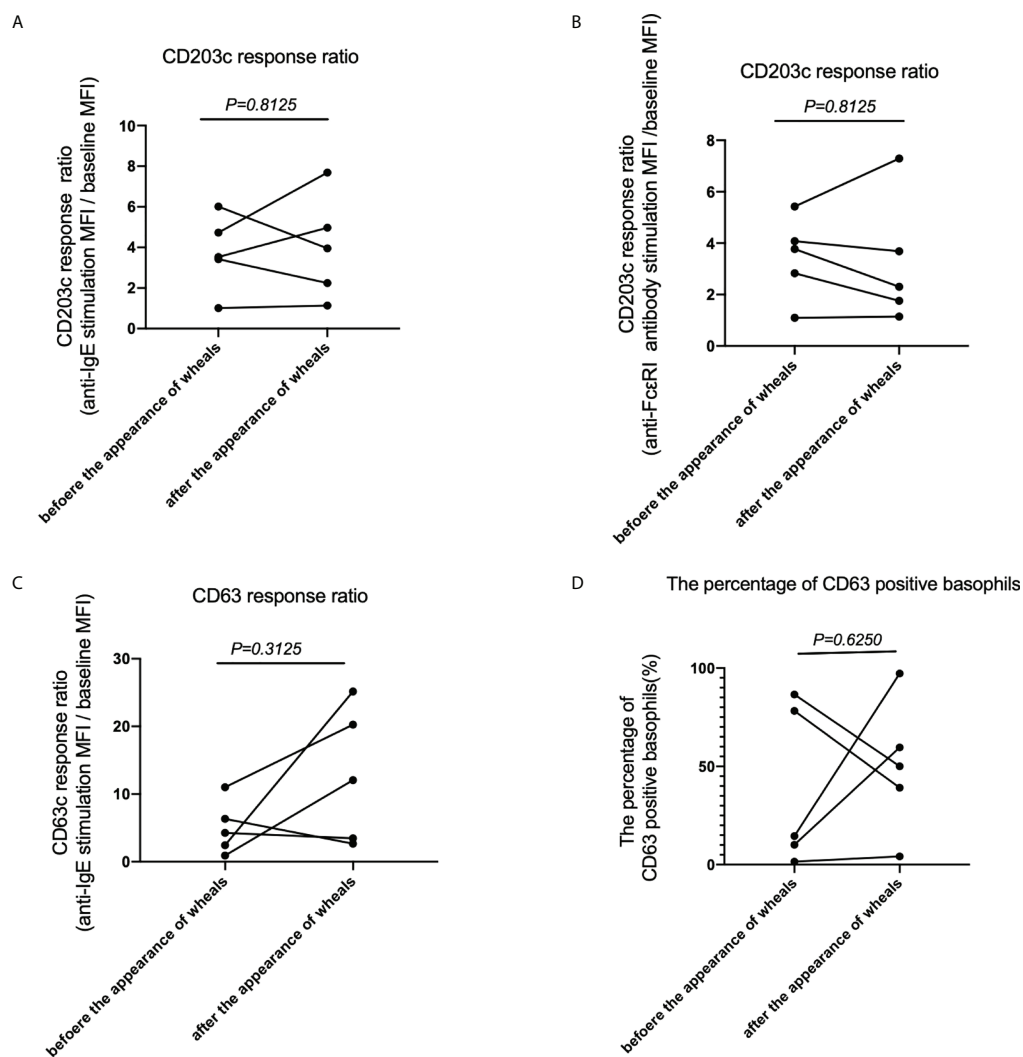 A
CD203c response ratio
P=0.8125
CD203c response ratio
(anti-IgE stimulation MFI / baseline MFI)
10
8
6
4
2
0
befoere the appearance of wheals
after the appearance of wheals
B
CD203c response ratio
P=0.8125
CD203c response ratio
(anti-FcεRI antibody stimulation MFI /baseline MFI)
8
6
4
2
0
befoere the appearance of wheals
after the appearance of wheals
C
CD63 response ratio
P=0.3125
CD63c response ratio
(anti-IgE stimulation MFI / baseline MFI)
30
20
10
0
befoere the appearance of wheals
after the appearance of wheals
D
The percentage of CD63 positive basophils
P=0.6250
The percentage of
CD63 positive basophils(%)
100
50
0
befoere the appearance of wheals
after the appearance of wheals